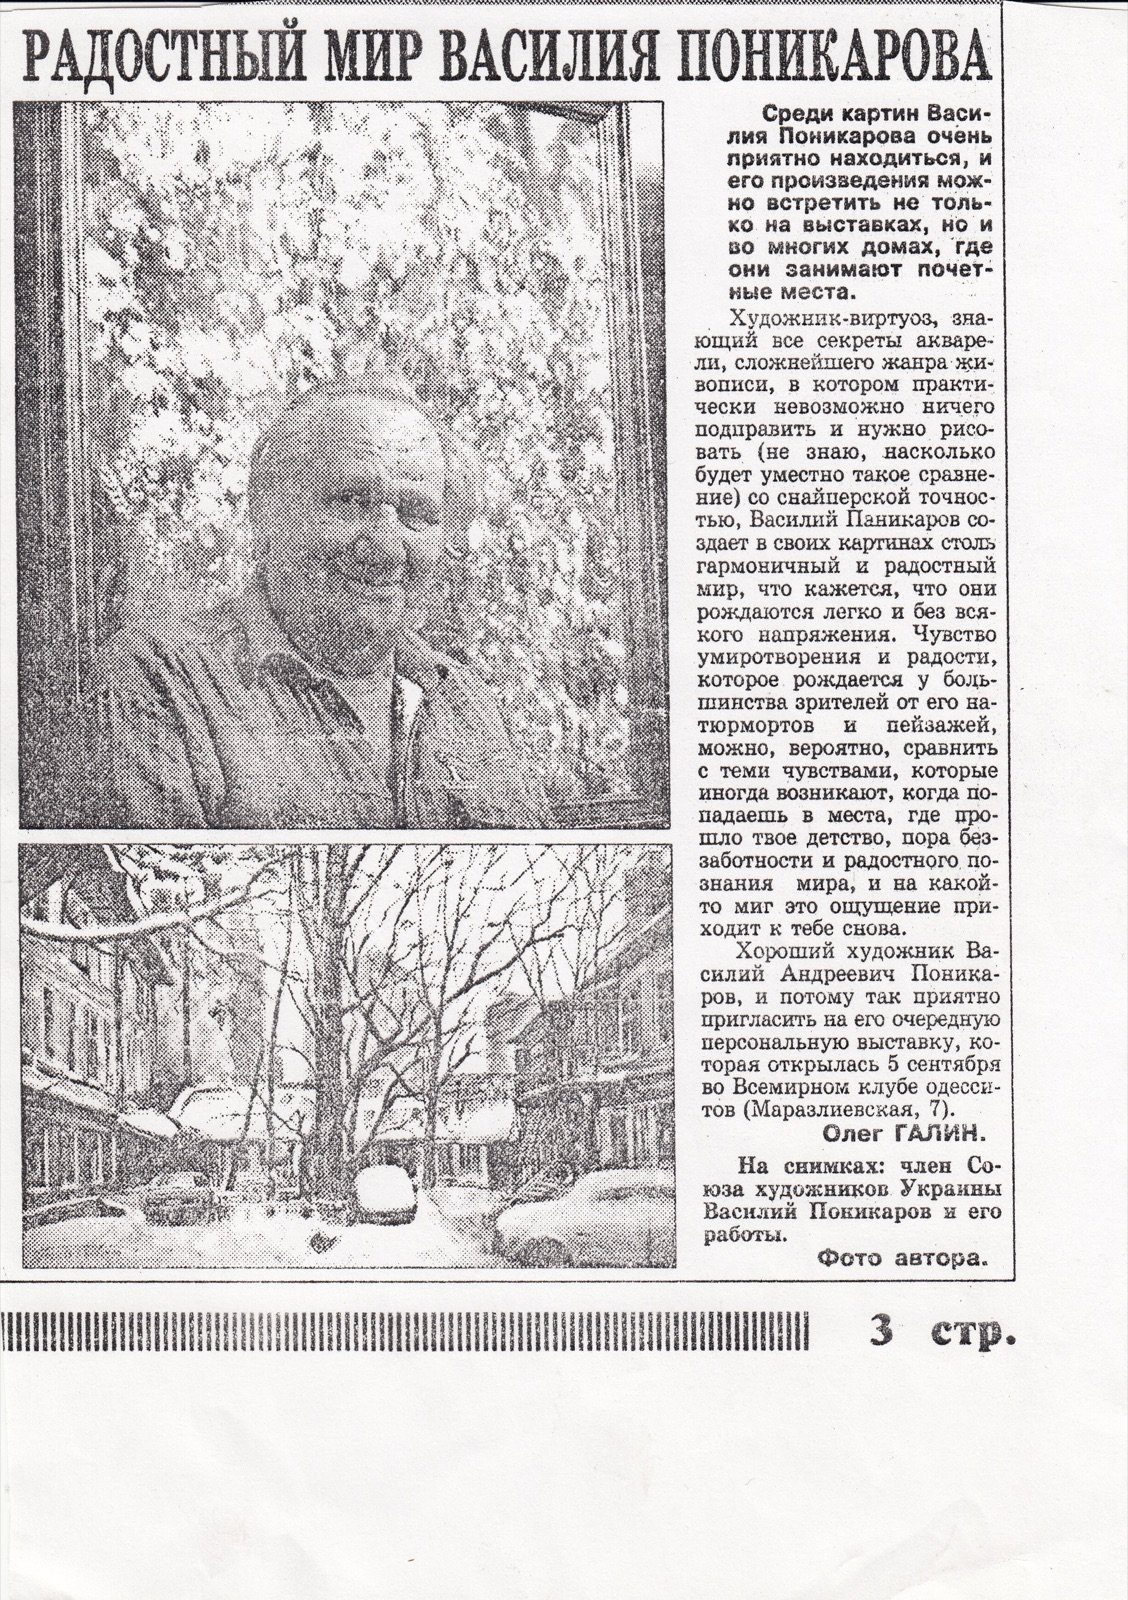 РАДОСТНЫЙ МИР ВАСИЛИЯ ПОНИКАРОВА
Среди картин Васи-
лия Поникарова очень
приятно находиться, и
его произведения мож-
но встретить не толь-
ко на выставках, но и
во многих домах, где
они занимают почет-
ные места.
Художник-виртуоз, зна-
ющий все секреты акваре-
ли, сложнейшего жанра жи-
вописи, в котором практи-
чески невозможно ничего
подправить и нужно рисо-
вать (не знаю, насколько
будет уместно такое сравне-
ние) со снайперской точнос-
тью, Василий Паникаров со-
здает в своих картинах столь
гармоничный и радостный
мир, что кажется, что они
рождаются легко и без вся-
кого напряжения. Чувство
умиротворения и радости,
которое рождается у боль-
шинства зрителей от его на-
тюрмортов и пейзажей,
можно, вероятно, сравнить
с теми чувствами, которые
иногда возникают, когда по-
падаешь в места, где про-
шло твое детство, пора без-
заботности и радостного по-
знания мира, и на какой-
то миг это ощущение при-
ходит к тебе снова.
Хороший художник Ва-
силий Андреевич Поника-
ров, и потому так приятно
пригласить на его очередную
персональную выставку, ко-
торая открылась 5 сентября
во Всемирном клубе одесси-
тов (Маразлиевская, 7).
Олег ГАЛИН.
На снимках: член Со-
юза художников Украины
Василий Поникаров и его
работы.
Фото автора.
3 стр.